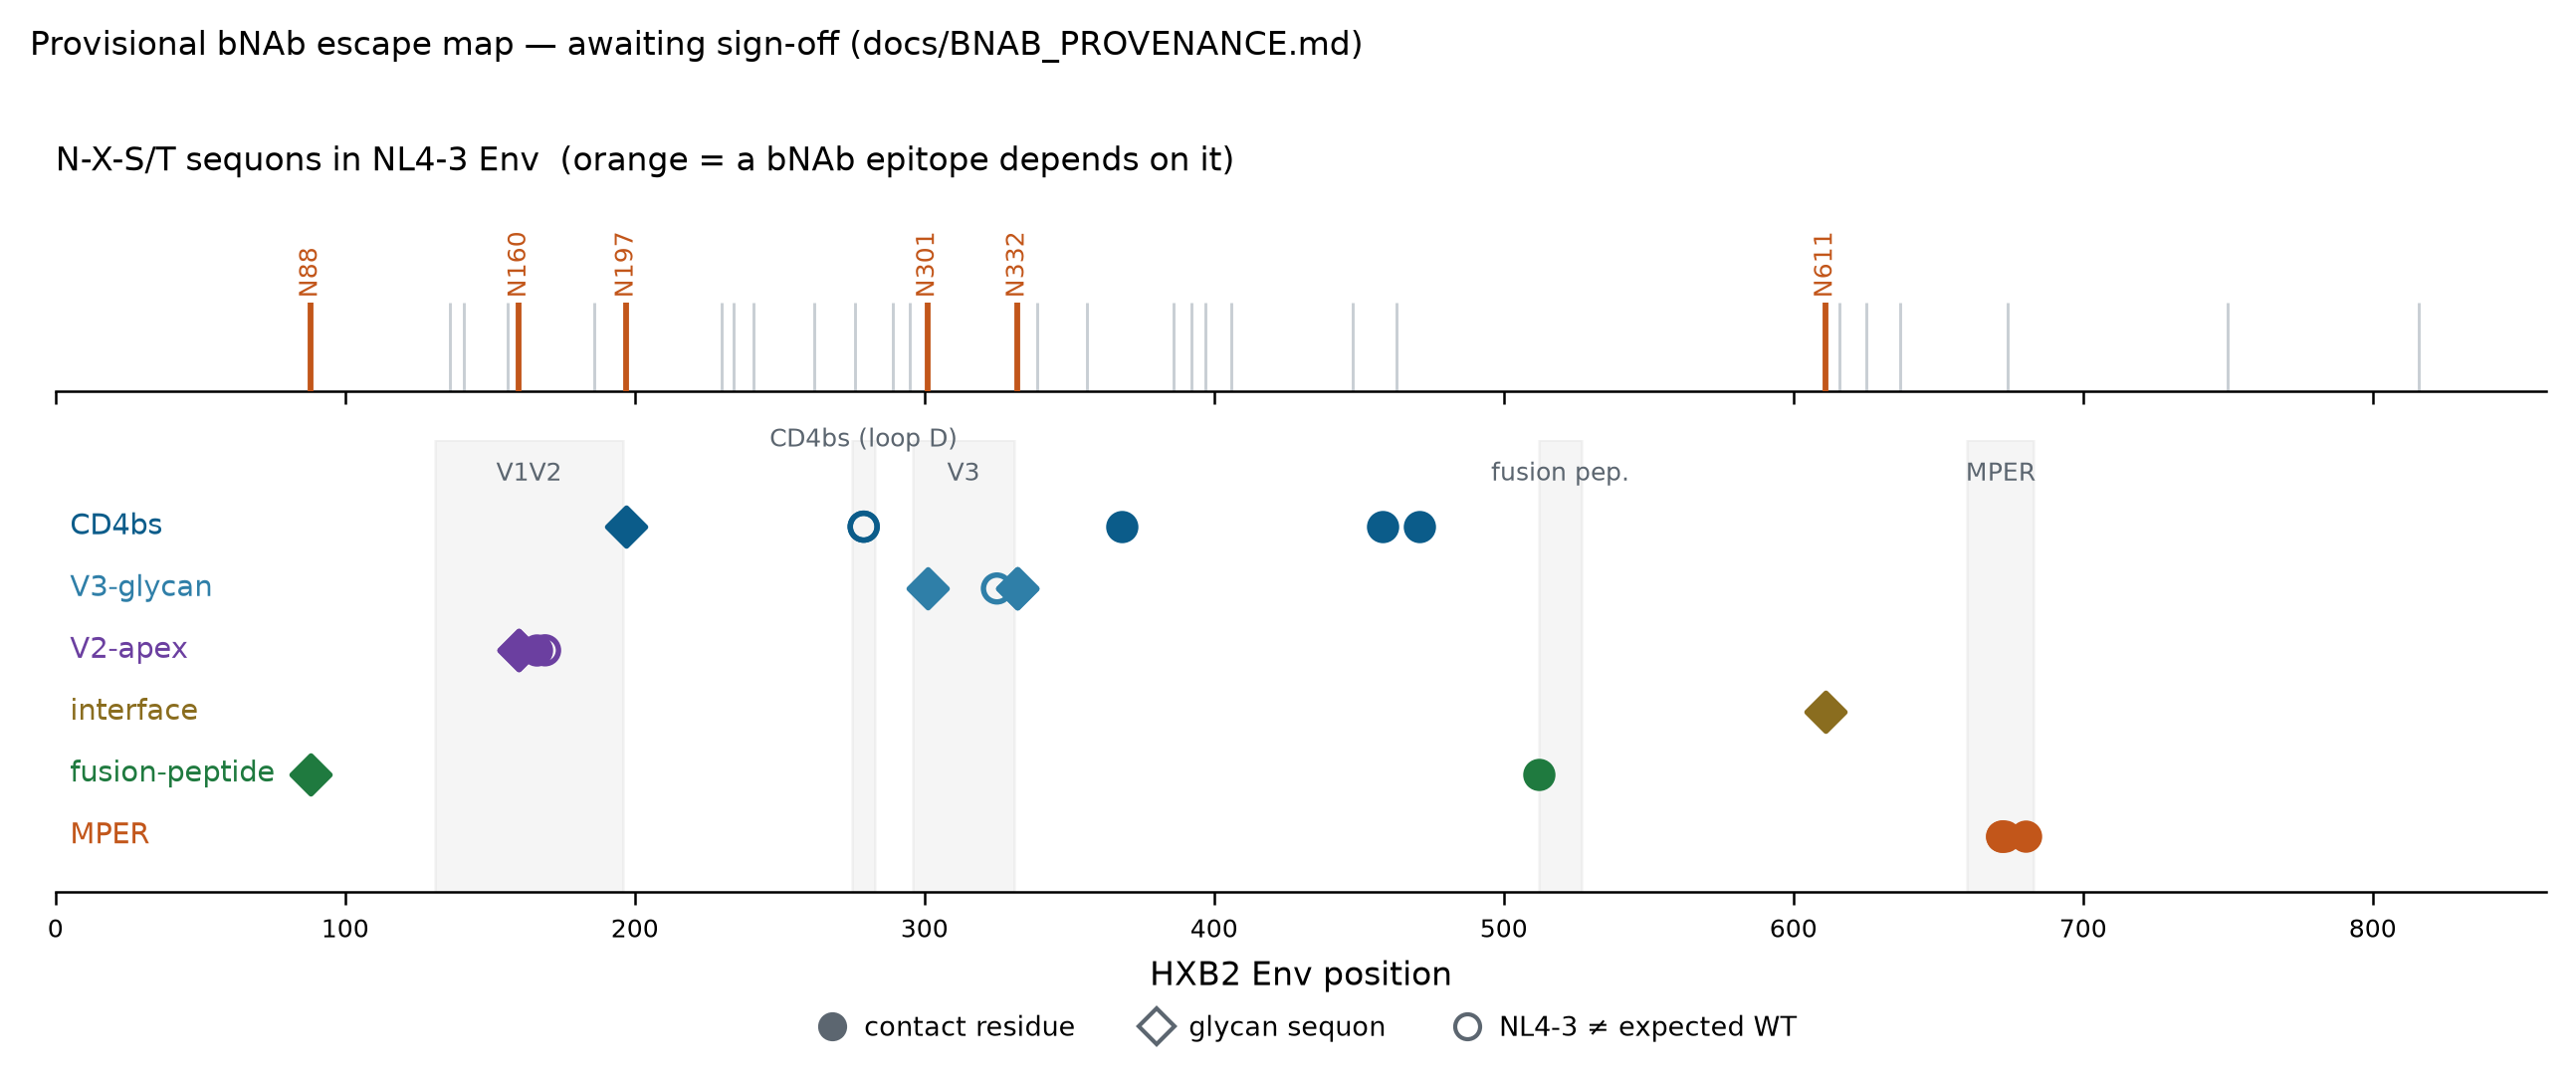 Provisional bNAb escape map — awaiting sign-off (docs/BNAB_PROVENANCE.md)
N-X-S/T sequons in NL4-3 Env  (orange = a bNAb epitope depends on it)
N88
N160
N197
N301
N332
N611
CD4bs (loop D)
V1V2
V3
fusion pep.
MPER
CD4bs
V3-glycan
V2-apex
interface
fusion-peptide
MPER
0 100 200 300 400 500 600 700 800
HXB2 Env position
contact residue
glycan sequon
NL4-3 ≠ expected WT